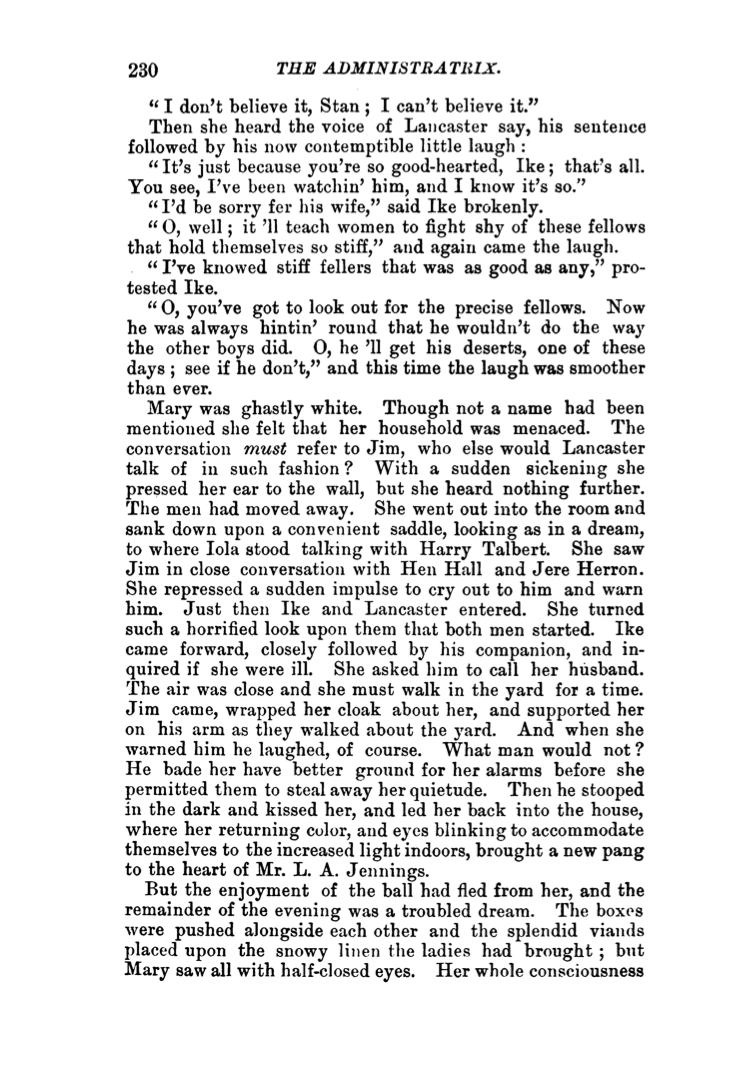 230 THE ADMINISTRATRIX.
“ I don't believe it, Stan ; I can't believe it.”
Then she heard the voice of Lancaster say, his sentence
followed by his now contemptible little laugh :
“ It's just because you're so good-hearted, Ike ; that's all.
You see, I've been watchin' him, and I know it's so.”
“ I'd be sorry fer his wife,” said Ike brokenly.
“ O, well ; it 'll teach women to fight shy of these fellows
that hold themselves so stiff,” and again came the laugh.
“ I've knowed stiff fellers that was as good as any,” pro-
tested Ike.
“ O, you've got to look out for the precise fellows. Now
he was always hintin' round that he wouldn't do the way
the other boys did. O, he 'll get his deserts, one of these
days ; see if he don't,” and this time the laugh was smoother
than ever.
Mary was ghastly white. Though not a name had been
mentioned she felt that her household was menaced. The
conversation must refer to Jim, who else would Lancaster
talk of in such fashion ? With a sudden sickening she
pressed her ear to the wall, but she heard nothing further.
The men had moved away. She went out into the room and
sank down upon a convenient saddle, looking as in a dream,
to where Iola stood talking with Harry Talbert. She saw
Jim in close conversation with Hen Hall and Jere Herron.
She repressed a sudden impulse to cry out to him and warn
him. Just then Ike and Lancaster entered. She turned
such a horrified look upon them that both men started. Ike
came forward, closely followed by his companion, and in-
quired if she were ill. She asked him to call her husband.
The air was close and she must walk in the yard for a time.
Jim came, wrapped her cloak about her, and supported her
on his arm as they walked about the yard. And when she
warned him he laughed, of course. What man would not ?
He bade her have better ground for her alarms before she
permitted them to steal away her quietude. Then he stooped
in the dark and kissed her, and led her back into the house,
where her returning color, and eyes blinking to accommodate
themselves to the increased light indoors, brought a new pang
to the heart of Mr. L. A. Jennings.
But the enjoyment of the ball had fled from her, and the
remainder of the evening was a troubled dream. The boxes
were pushed alongside each other and the splendid viands
placed upon the snowy linen the ladies had brought ; but
Mary saw all with half-closed eyes. Her whole consciousness